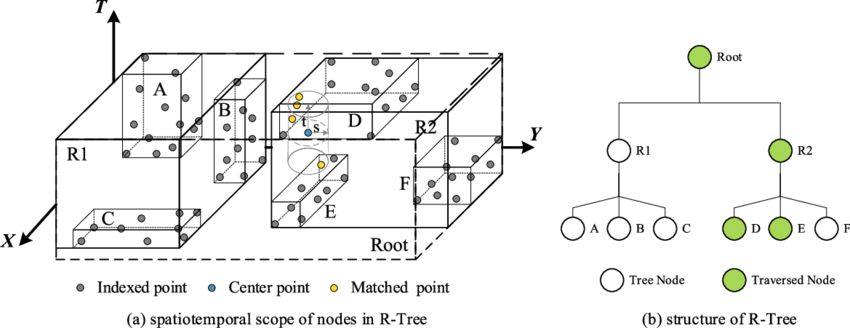 T
A
B
t
s
D
R2
Y
R1
F
C
E
X
Root
Indexed point
Center point
Matched point
(a) spatiotemporal scope of nodes in R-Tree
Root
R1
R2
A
B
C
D
E
F
Tree Node
Traversed Node
(b) structure of R-Tree